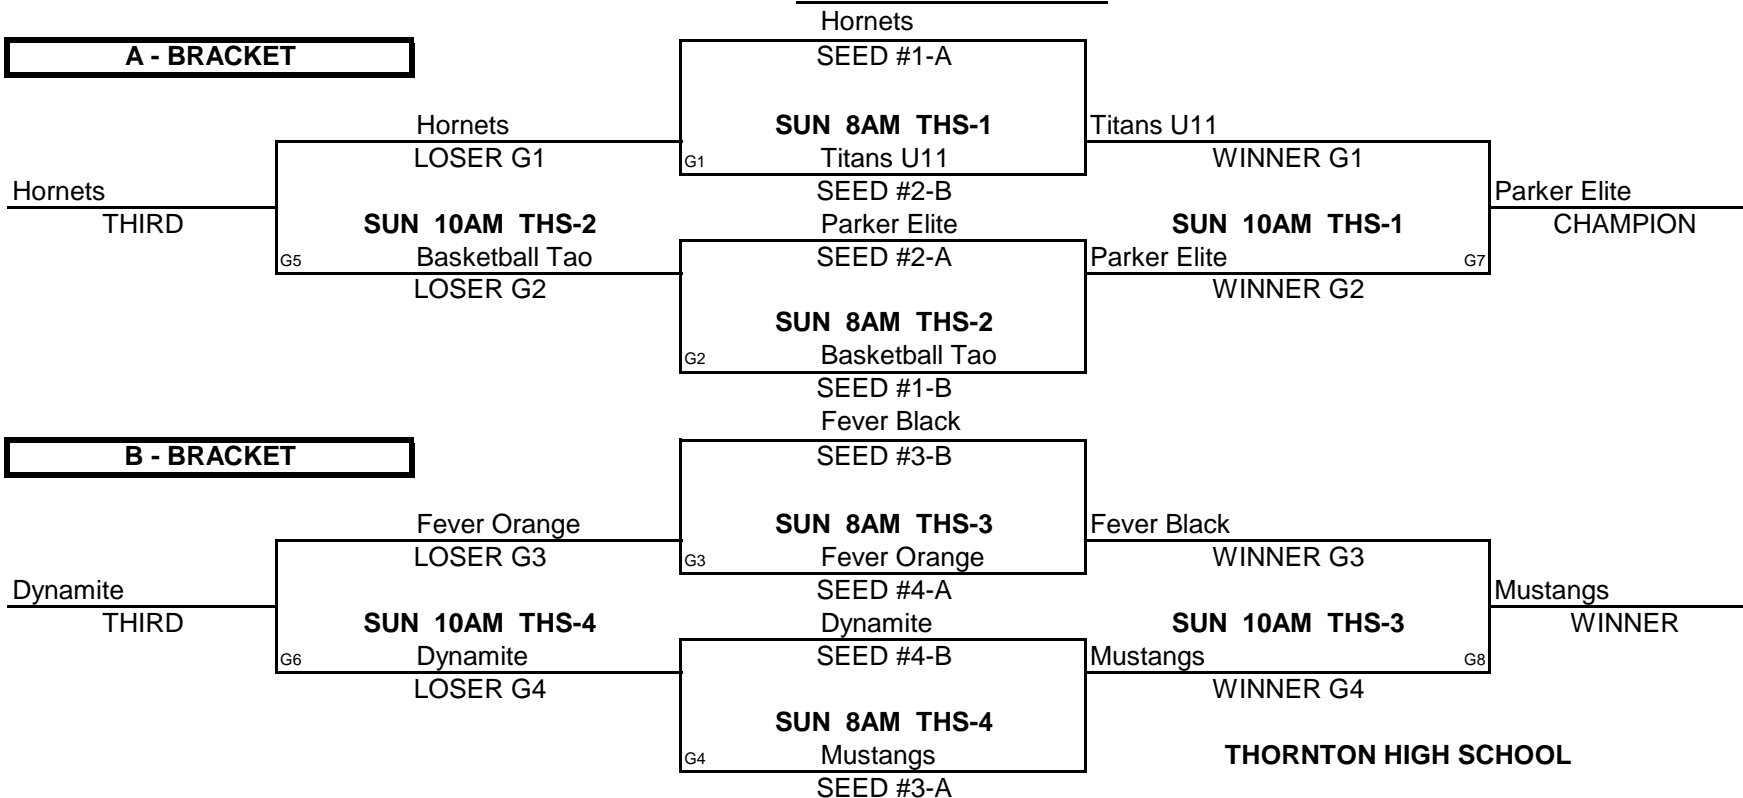 Hornets
A - BRACKET
SEED #1-A
Hornets
SUN 8AM THS-1
Titans U11
LOSER G1
G1
Titans U11
WINNER G1
Hornets
SEED #2-B
Parker Elite
THIRD
SUN 10AM THS-2
Parker Elite
SUN 10AM THS-1
CHAMPION
G5
Basketball Tao
SEED #2-A
Parker Elite
G7
LOSER G2
WINNER G2
SUN 8AM THS-2
G2
Basketball Tao
SEED #1-B
Fever Black
B - BRACKET
SEED #3-B
Fever Orange
SUN 8AM THS-3
Fever Black
LOSER G3
G3
Fever Orange
WINNER G3
Dynamite
SEED #4-A
Mustangs
THIRD
SUN 10AM THS-4
Dynamite
SUN 10AM THS-3
WINNER
G6
Dynamite
SEED #4-B
Mustangs
G8
LOSER G4
WINNER G4
SUN 8AM THS-4
G4
Mustangs
THORNTON HIGH SCHOOL
SEED #3-A